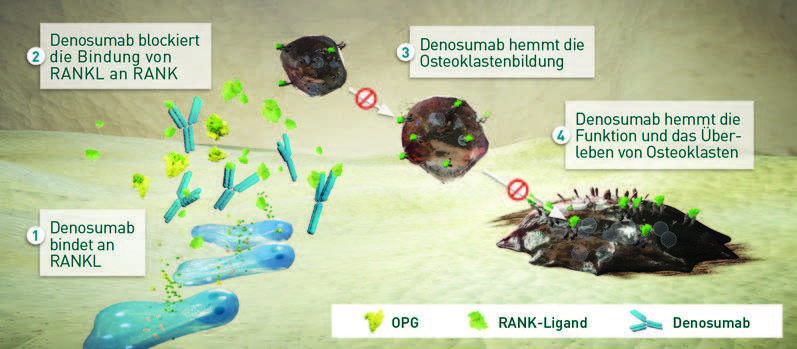 1
Denosumab
bindet an
RANKL
2
Denosumab blockiert
die Bindung von
RANKL an RANK
3
Denosumab hemmt die
Osteoklastenbildung
4
Denosumab hemmt die
Funktion und das Über-
leben von Osteoklasten
OPG
RANK-Ligand
Denosumab